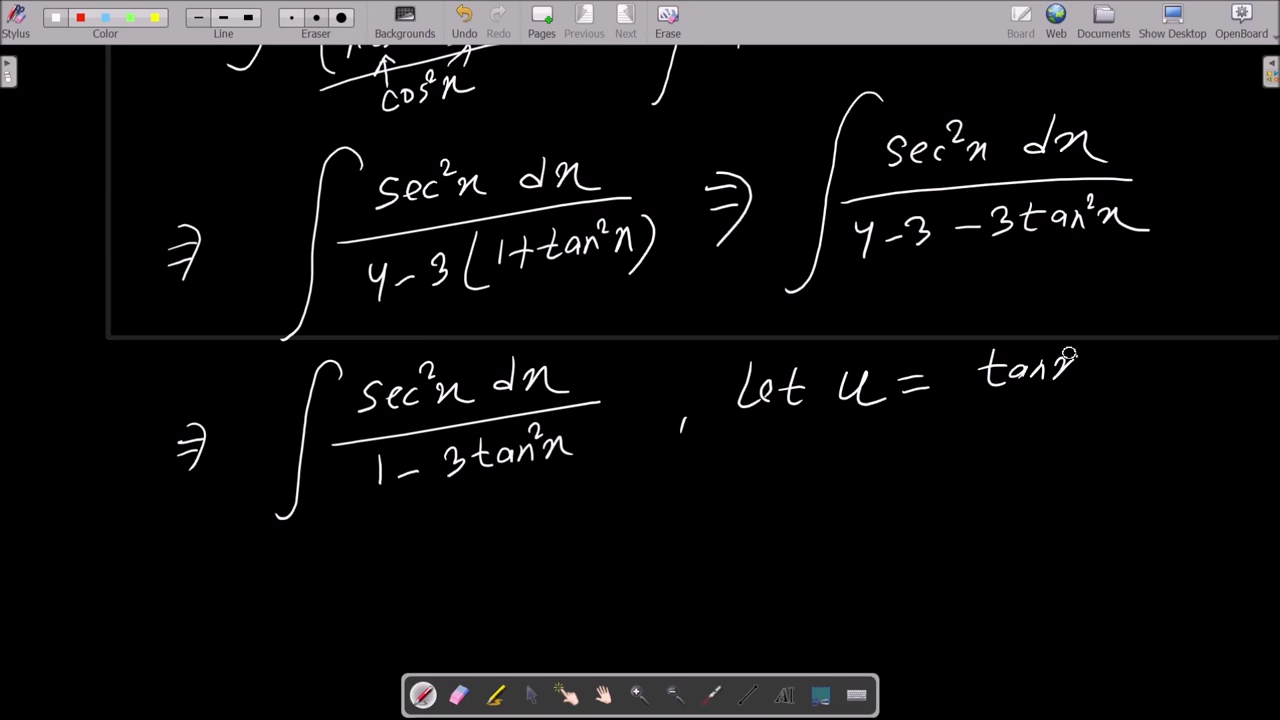 Stylus Color Line Eraser Backgrounds Undo Redo Pages Previous Next Erase Board Web Documents Show Desktop OpenBoard
cos²x
⇒ ∫ sec²x dx / 4-3(1+tan²x) ⇒ ∫ sec²x dx / 4-3-3tan²x
⇒ ∫ sec²x dx / 1-3tan²x , Let u = tanx